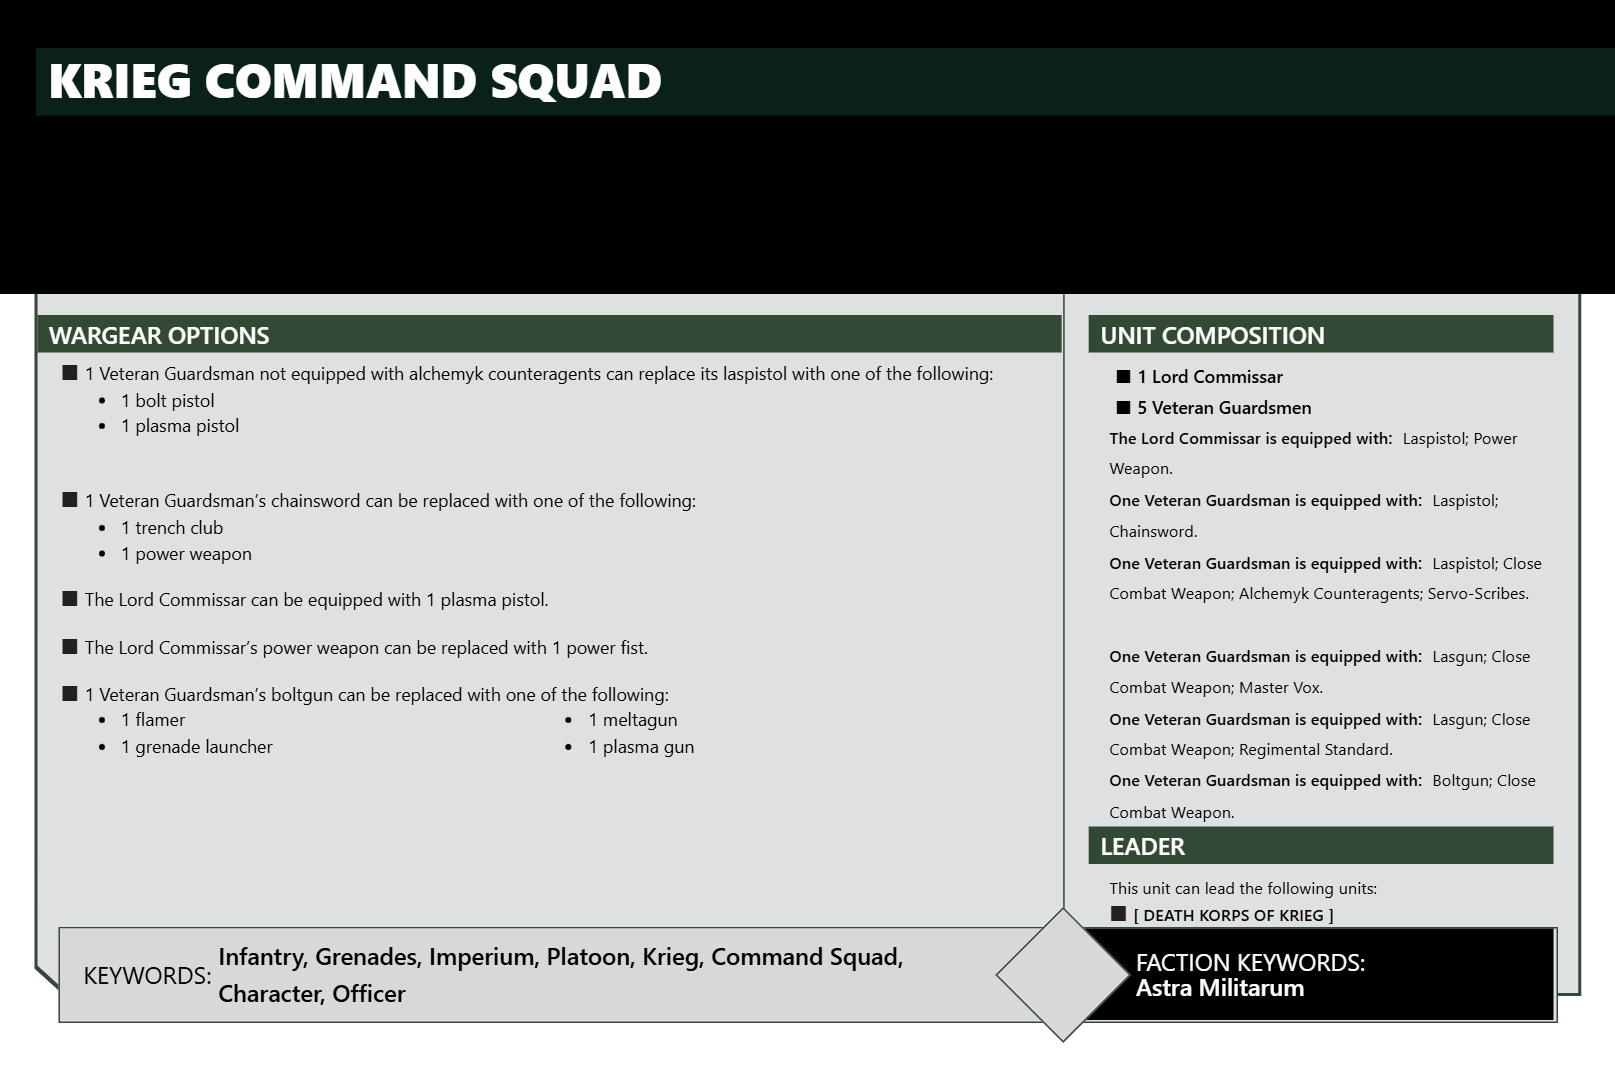 KRIEG COMMAND SQUAD
WARGEAR OPTIONS
■ 1 Veteran Guardsman not equipped with alchemyk counteragents can replace its laspistol with one of the following:
• 1 bolt pistol
• 1 plasma pistol
■ 1 Veteran Guardsman’s chainsword can be replaced with one of the following:
• 1 trench club
• 1 power weapon
■ The Lord Commissar can be equipped with 1 plasma pistol.
■ The Lord Commissar’s power weapon can be replaced with 1 power fist.
■ 1 Veteran Guardsman’s boltgun can be replaced with one of the following:
• 1 flamer
• 1 grenade launcher
• 1 meltagun
• 1 plasma gun
UNIT COMPOSITION
■ 1 Lord Commissar
■ 5 Veteran Guardsmen
The Lord Commissar is equipped with: Laspistol; Power
Weapon.
One Veteran Guardsman is equipped with: Laspistol;
Chainsword.
One Veteran Guardsman is equipped with: Laspistol; Close
Combat Weapon; Alchemyk Counteragents; Servo-Scribes.
One Veteran Guardsman is equipped with: Lasgun; Close
Combat Weapon; Master Vox.
One Veteran Guardsman is equipped with: Lasgun; Close
Combat Weapon; Regimental Standard.
One Veteran Guardsman is equipped with: Boltgun; Close
Combat Weapon.
LEADER
This unit can lead the following units:
■ [ DEATH KORPS OF KRIEG ]
KEYWORDS: Infantry, Grenades, Imperium, Platoon, Krieg, Command Squad,
Character, Officer
FACTION KEYWORDS:
Astra Militarum